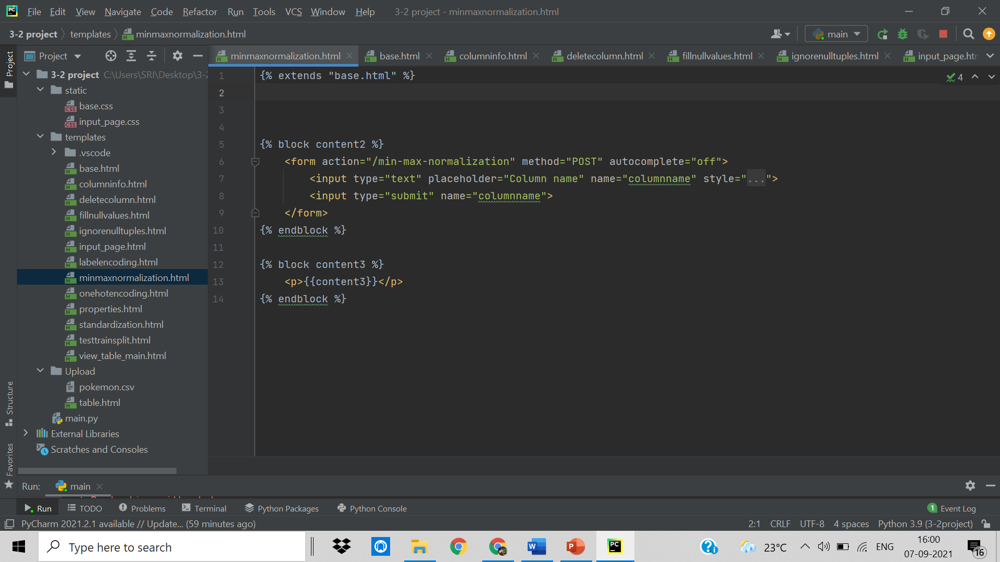 File Edit View Navigate Code Refactor Run Tools VCS Window Help 3-2 project - minmaxnormalization.html
3-2 project templates minmaxnormalization.html main
Project minmaxnormalization.html base.html columninfo.html deletecolumn.html fillnullvalues.html ignorenulltuples.html input_page.htm
Project
3-2 project C:\Users\SRI\Desktop\3-2
static
base.css
input_page.css
templates
.vscode
base.html
columninfo.html
deletecolumn.html
fillnullvalues.html
ignorenulltuples.html
input_page.html
labelencoding.html
minmaxnormalization.html
onehotencoding.html
properties.html
standardization.html
testtrainsplit.html
view_table_main.html
Upload
pokemon.csv
table.html
main.py
External Libraries
Scratches and Consoles
Structure
Favorites
1 {% extends "base.html" %}
4
2
3
4
5 {% block content2 %}
6 <form action="/min-max-normalization" method="POST" autocomplete="off">
7 <input type="text" placeholder="Column name" name="columnname" style="...">
8 <input type="submit" name="columnname">
9 </form>
10 {% endblock %}
11
12 {% block content3 %}
13 <p>{{content3}}</p>
14 {% endblock %}
Run: main
Run TODO Problems Terminal Python Packages Python Console 1 Event Log
PyCharm 2021.2.1 available // Update... (59 minutes ago) 2:1 CRLF UTF-8 4 spaces Python 3.9 (3-2project)
Type here to search 23°C ENG 16:00
07-09-2021
16